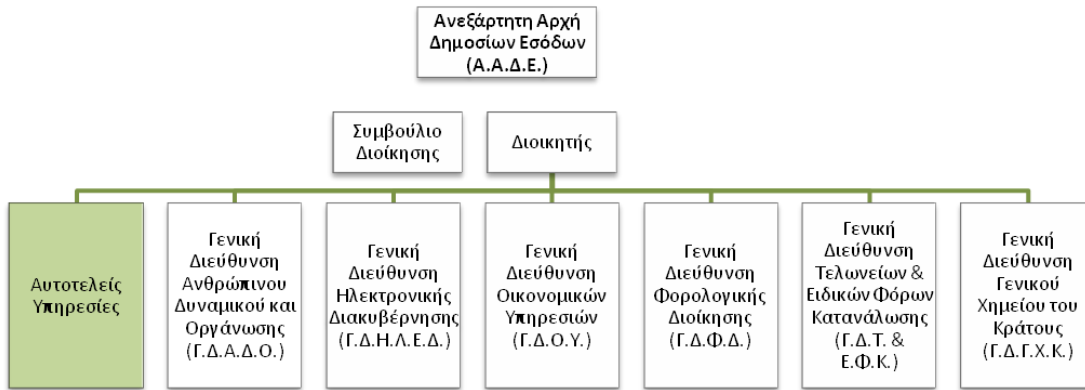 Ανεξάρτητη Αρχή
Δημοσίων Εσόδων
(Α.Α.Δ.Ε.)
Συμβούλιο
Διοίκησης
Διοικητής
Αυτοτελείς
Υπηρεσίες
Γενική
Διεύθυνση
Ανθρώπινου
Δυναμικού και
Οργάνωσης
(Γ.Δ.Α.Δ.Ο.)
Γενική
Διεύθυνση
Ηλεκτρονικής
Διακυβέρνησης
(Γ.Δ.Η.Λ.Ε.Δ.)
Γενική
Διεύθυνση
Οικονομικών
Υπηρεσιών
(Γ.Δ.Ο.Υ.)
Γενική
Διεύθυνση
Φορολογικής
Διοίκησης
(Γ.Δ.Φ.Δ.)
Γενική
Διεύθυνση
Τελωνείων &
Ειδικών Φόρων
Κατανάλωσης
(Γ.Δ.Τ. &
Ε.Φ.Κ.)
Γενική
Διεύθυνση
Γενικού
Χημείου του
Κράτους
(Γ.Δ.Γ.Χ.Κ.)